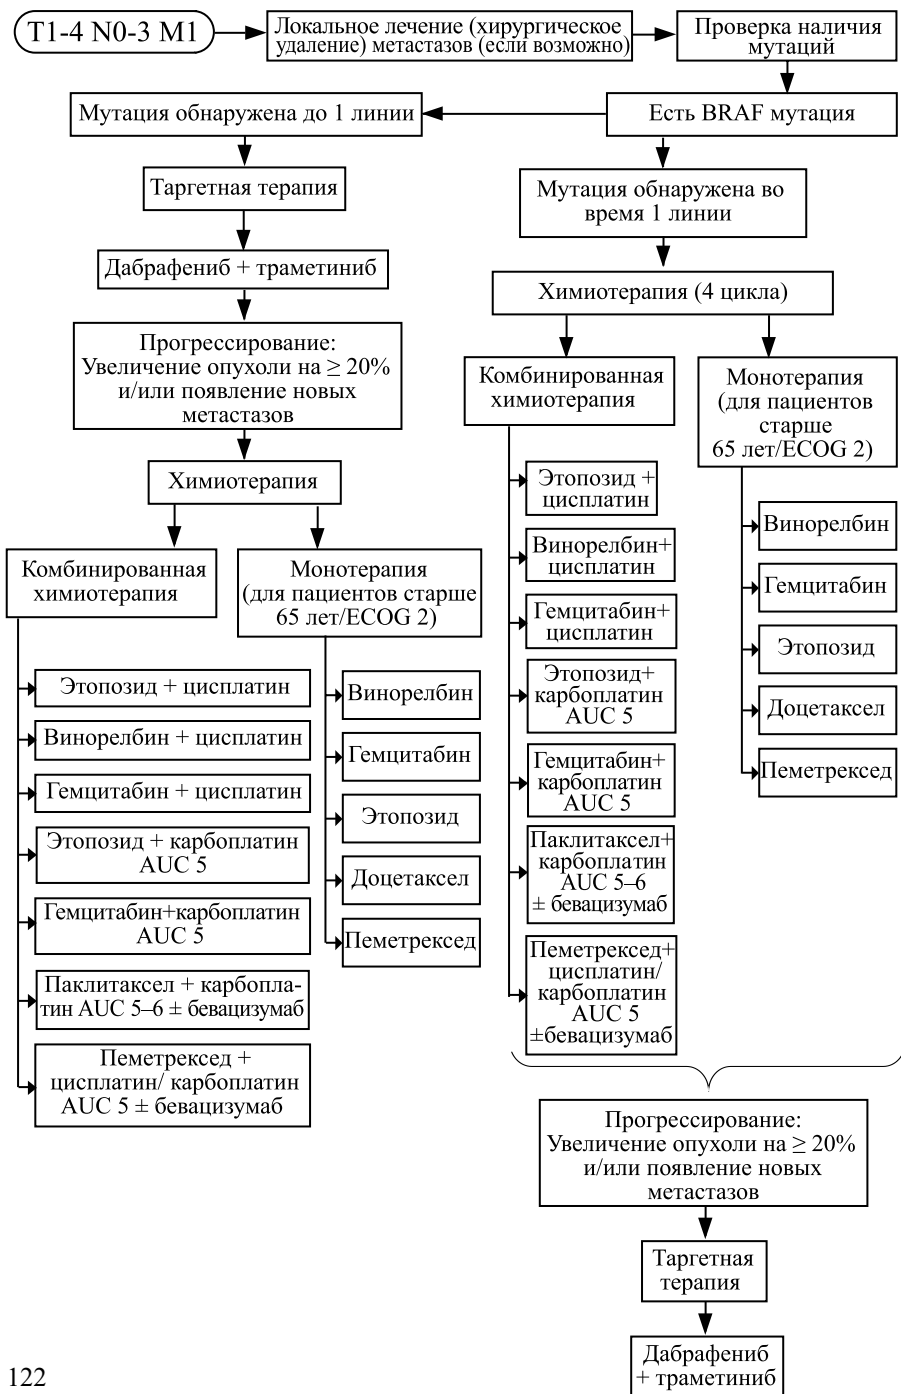 T1-4 N0-3 M1
Локальное лечение (хирургическое
удаление) метастазов (если возможно)
Проверка наличия
мутаций
Есть BRAF мутация
Мутация обнаружена до 1 линии
Таргетная терапия
Дабрафениб + траметиниб
Прогрессирование:
Увеличение опухоли на ≥ 20%
и/или появление новых
метастазов
Химиотерапия
Комбинированная
химиотерапия
Этопозид + цисплатин
Винорелбин + цисплатин
Гемцитабин + цисплатин
Этопозид + карбоплатин
AUC 5
Гемцитабин+карбоплатин
AUC 5
Паклитаксел + карбопла-
тин AUC 5–6 ± бевацизумаб
Пеметрексед +
цисплатин/ карбоплатин
AUC 5 ± бевацизумаб
Монотерапия
(для пациентов старше
65 лет/ECOG 2)
Винорелбин
Гемцитабин
Этопозид
Доцетаксел
Пеметрексед
Мутация обнаружена во
время 1 линии
Химиотерапия (4 цикла)
Комбинированная
химиотерапия
Этопозид +
цисплатин
Винорелбин+
цисплатин
Гемцитабин+
цисплатин
Этопозид+
карбоплатин
AUC 5
Гемцитабин+
карбоплатин
AUC 5
Паклитаксел+
карбоплатин
AUC 5–6
± бевацизумаб
Пеметрексед+
цисплатин/
карбоплатин
AUC 5
±бевацизумаб
Монотерапия
(для пациентов
старше
65 лет/ECOG 2)
Винорелбин
Гемцитабин
Этопозид
Доцетаксел
Пеметрексед
Прогрессирование:
Увеличение опухоли на ≥ 20%
и/или появление новых
метастазов
Таргетная
терапия
Дабрафениб
+ траметиниб
122